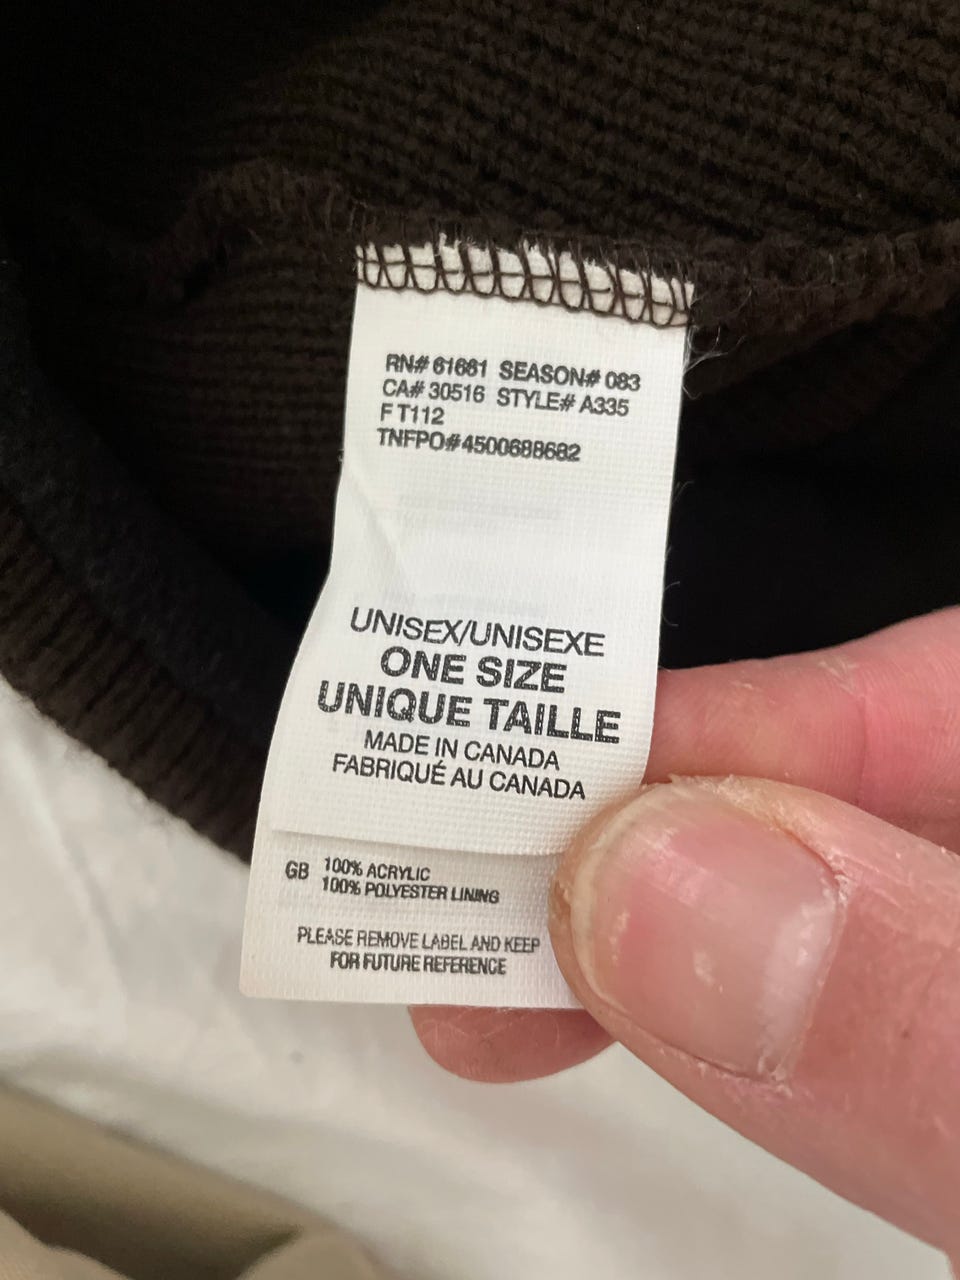 RN# 61661 SEASON# 083
CA# 30516 STYLE# A335
F T112
TNFPO#4500688682
UNISEX/UNISEXE
ONE SIZE
UNIQUE TAILLE
MADE IN CANADA
FABRIQUÉ AU CANADA
GB 100% ACRYLIC
100% POLYESTER LINING
PLEASE REMOVE LABEL AND KEEP
FOR FUTURE REFERENCE